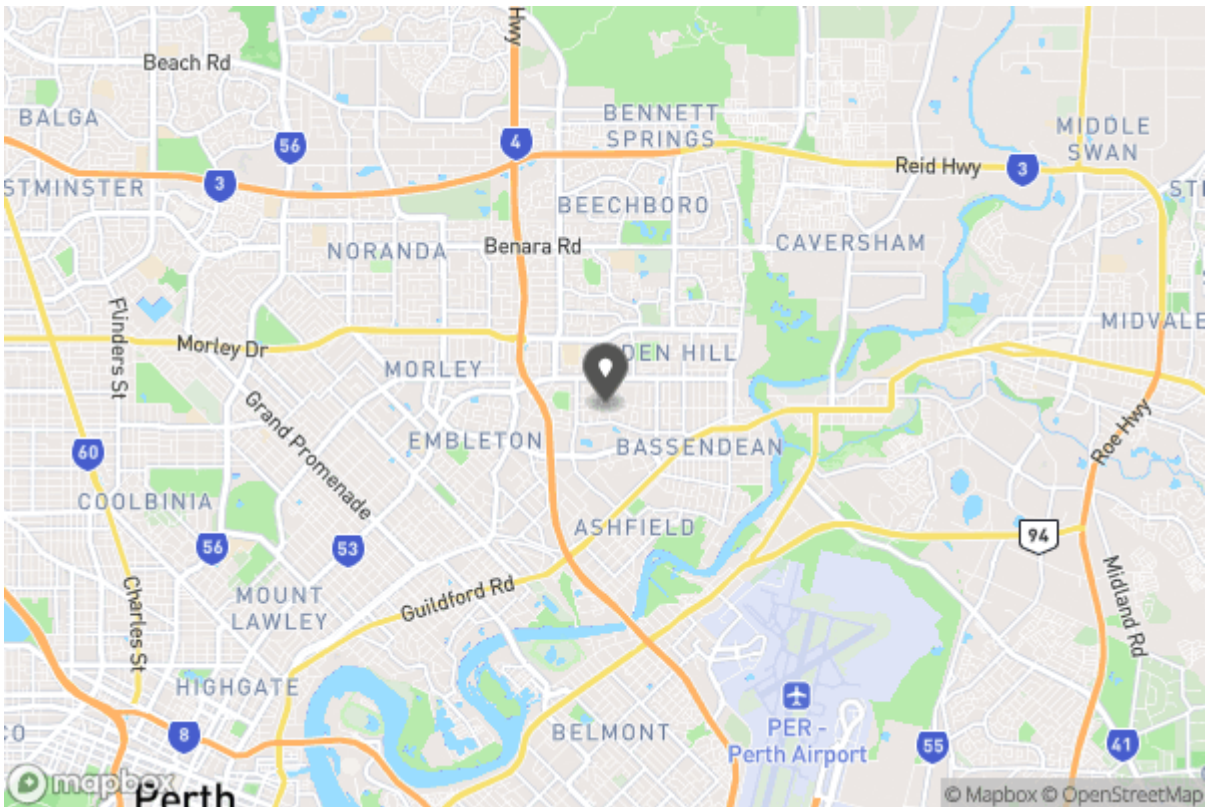 Hwy
Beach Rd
BALGA
56
4
BENNETT
SPRINGS
MIDDLE
SWAN
Reid Hwy
3
3
STMINSTER
ST
BEECHBORO
NORANDA
Benara Rd
CAVERSHAM
Flinders St
MIDVALE
Morley Dr
DEN HILL
MORLEY
Grand Promenade
EMBLETON
BASSENDEAN
Roe Hwy
60
COOLBINIA
ASHFIELD
56
53
94
Charles St
MOUNT
LAWLEY
Guildford Rd
Midland Rd
HIGHGATE
8
BELMONT
PER -
Perth Airport
55
41
CO
mapbox
Perth
© Mapbox © OpenStreetMap